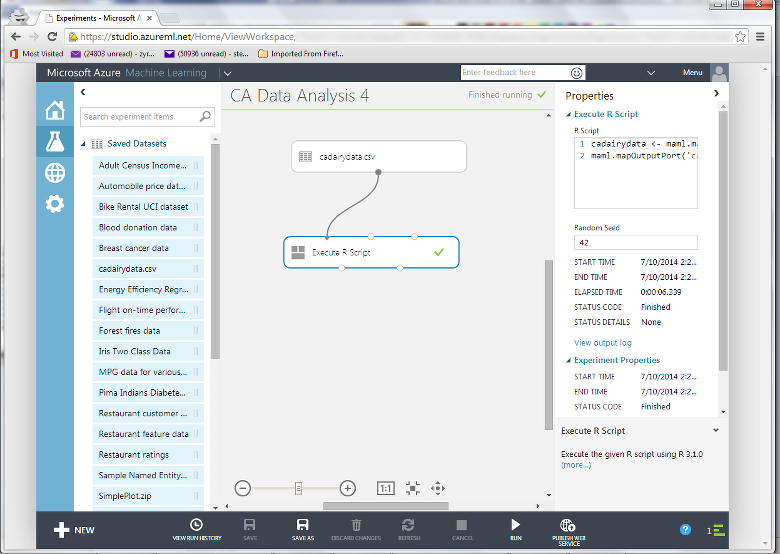 Experiments - Microsoft A
https://studio.azureml.net/Home/ViewWorkspace
Most Visited
(24803 unread) - zyr...
(50936 unread) - ste...
Imported From Firef...
Microsoft Azure Machine Learning
Enter feedback here
Menu
Search experiment items
Saved Datasets
Adult Census Income...
Automobile price dat...
Bike Rental UCI dataset
Blood donation data
Breast cancer data
cadairydata.csv
Energy Efficiency Regr...
Flight on-time perfor...
Forest fires data
Iris Two Class Data
MPG data for various...
Pima Indians Diabete...
Restaurant customer ...
Restaurant feature data
Restaurant ratings
Sample Named Entity...
SimplePlot.zip
CA Data Analysis 4
Finished running
cadairydata.csv
Execute R Script
1:1
Properties
Execute R Script
R Script
1 cadairydata <- maml.ma
2 maml.mapOutputPort('ca
Random Seed
42
START TIME 7/10/2014 2:2...
END TIME 7/10/2014 2:2...
ELAPSED TIME 0:00:06.339
STATUS CODE Finished
STATUS DETAILS None
View output log
Experiment Properties
START TIME 7/10/2014 2:2...
END TIME 7/10/2014 2:2...
STATUS CODE Finished
Execute R Script
Execute the given R script using R 3.1.0
(more...)
NEW
VIEW RUN HISTORY
SAVE
SAVE AS
DISCARD CHANGES
REFRESH
CANCEL
RUN
PUBLISH WEB SERVICE
?
1